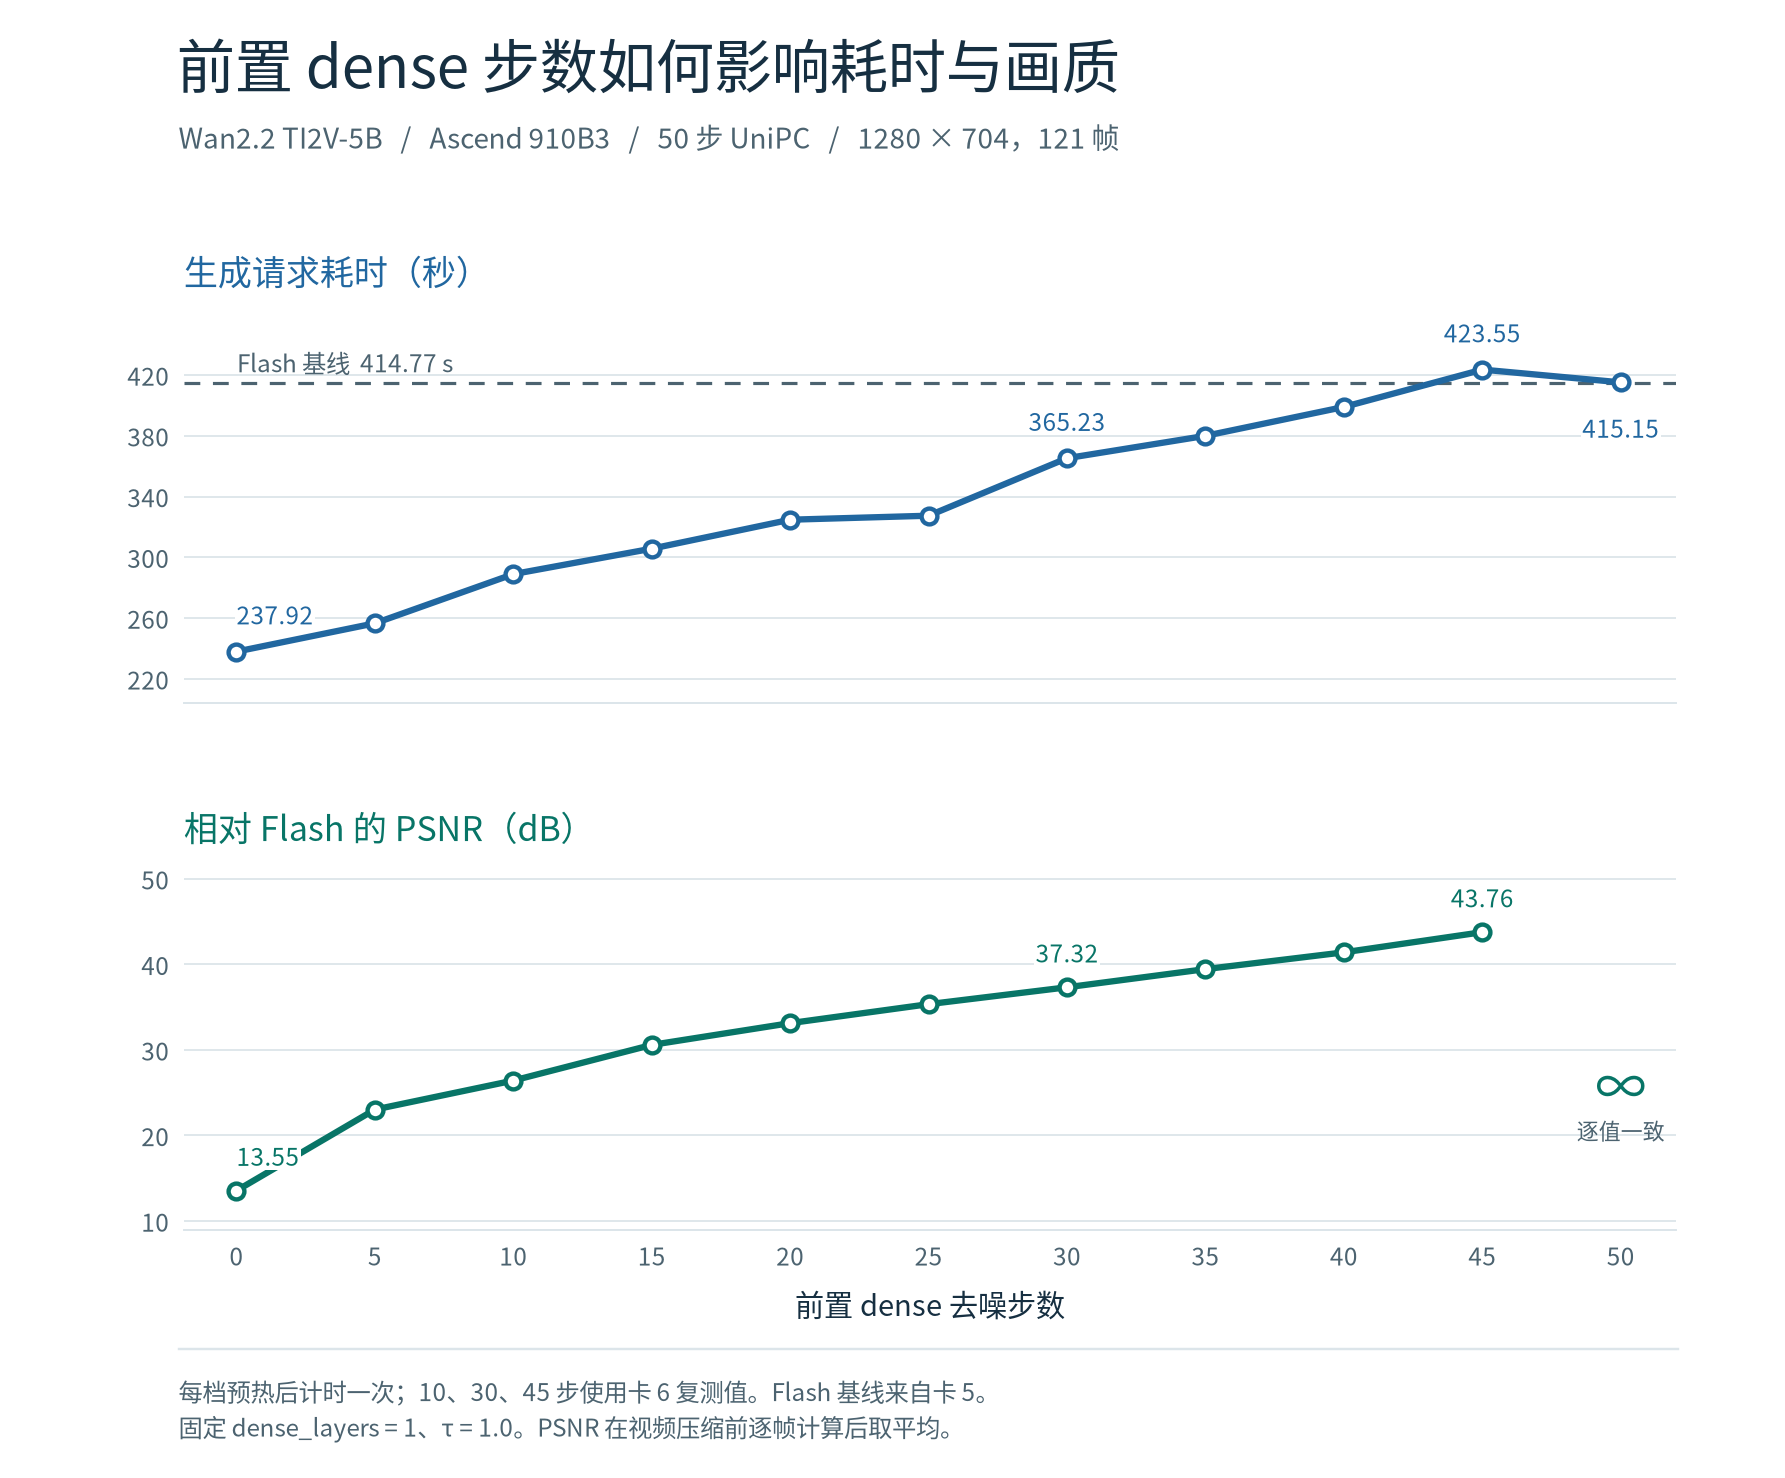 前置 dense 步数如何影响耗时与画质
Wan2.2 TI2V-5B / Ascend 910B3 / 50 步 UniPC / 1280 × 704，121 帧
生成请求耗时（秒）
423.55
Flash 基线 414.77 s
420
365.23
415.15
380
340
300
237.92
260
220
相对 Flash 的 PSNR（dB）
50
43.76
37.32
40
30
∞
逐值一致
20
13.55
10
0 5 10 15 20 25 30 35 40 45 50
前置 dense 去噪步数
每档预热后计时一次；10、30、45 步使用卡 6 复测值。Flash 基线来自卡 5。
固定 dense_layers = 1、τ = 1.0。PSNR 在视频压缩前逐帧计算后取平均。